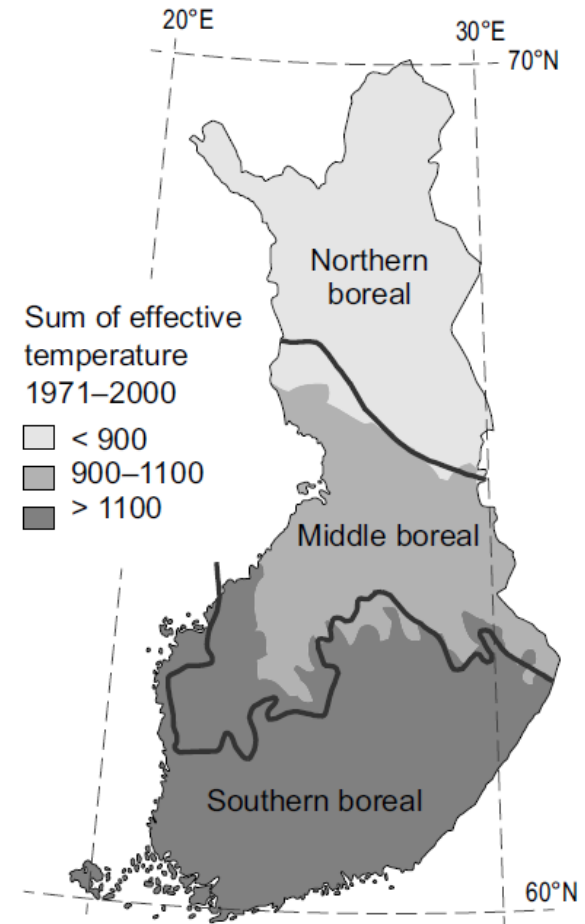 20°E
30°E
70°N
Northern
boreal
Sum of effective
temperature
1971–2000
< 900
900–1100
> 1100
Middle boreal
Southern boreal
60°N